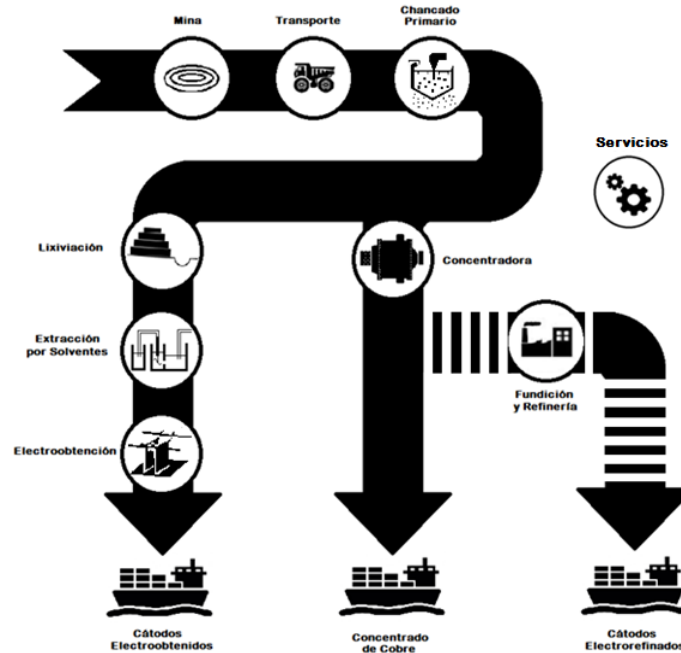 Mina
Transporte
Chancado
Primario
Servicios
Lixiviación
Concentradora
Extracción
por Solventes
Fundición
y Refinería
Electroobtención
Cátodos
Electroobtenidos
Concentrado
de Cobre
Cátodos
Electrorefinados